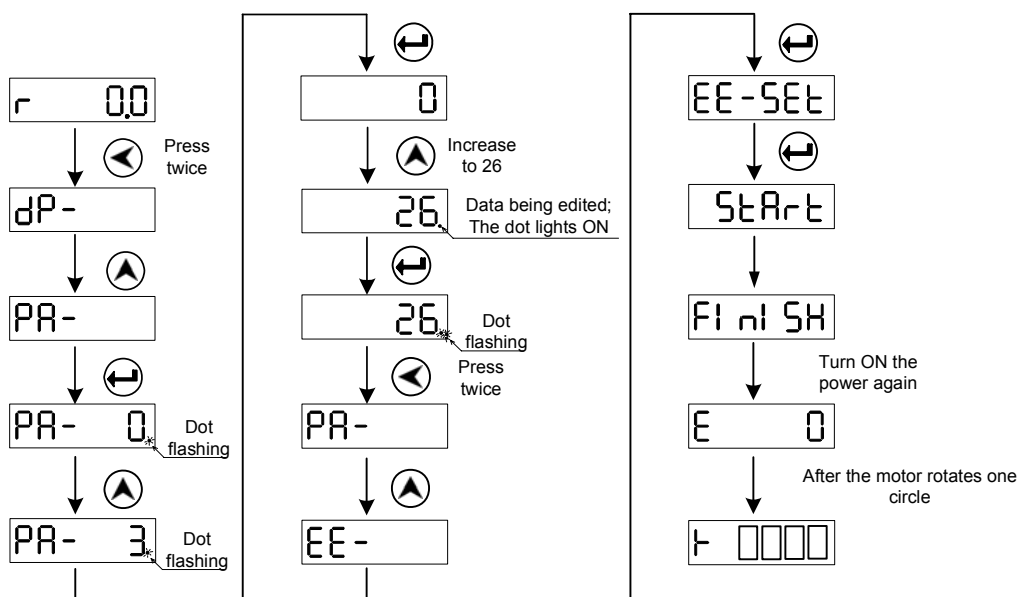 r 0.0
Press
twice
dP-
PA-
PA- 0.
Dot
flashing
PA- 3.
Dot
flashing
0
Increase
to 26
26.
Data being edited;
The dot lights ON
26.
Dot
flashing
Press
twice
PA-
EE-
EE-SEt
StArt
FInISH
Turn ON the
power again
E 0
After the motor rotates one
circle